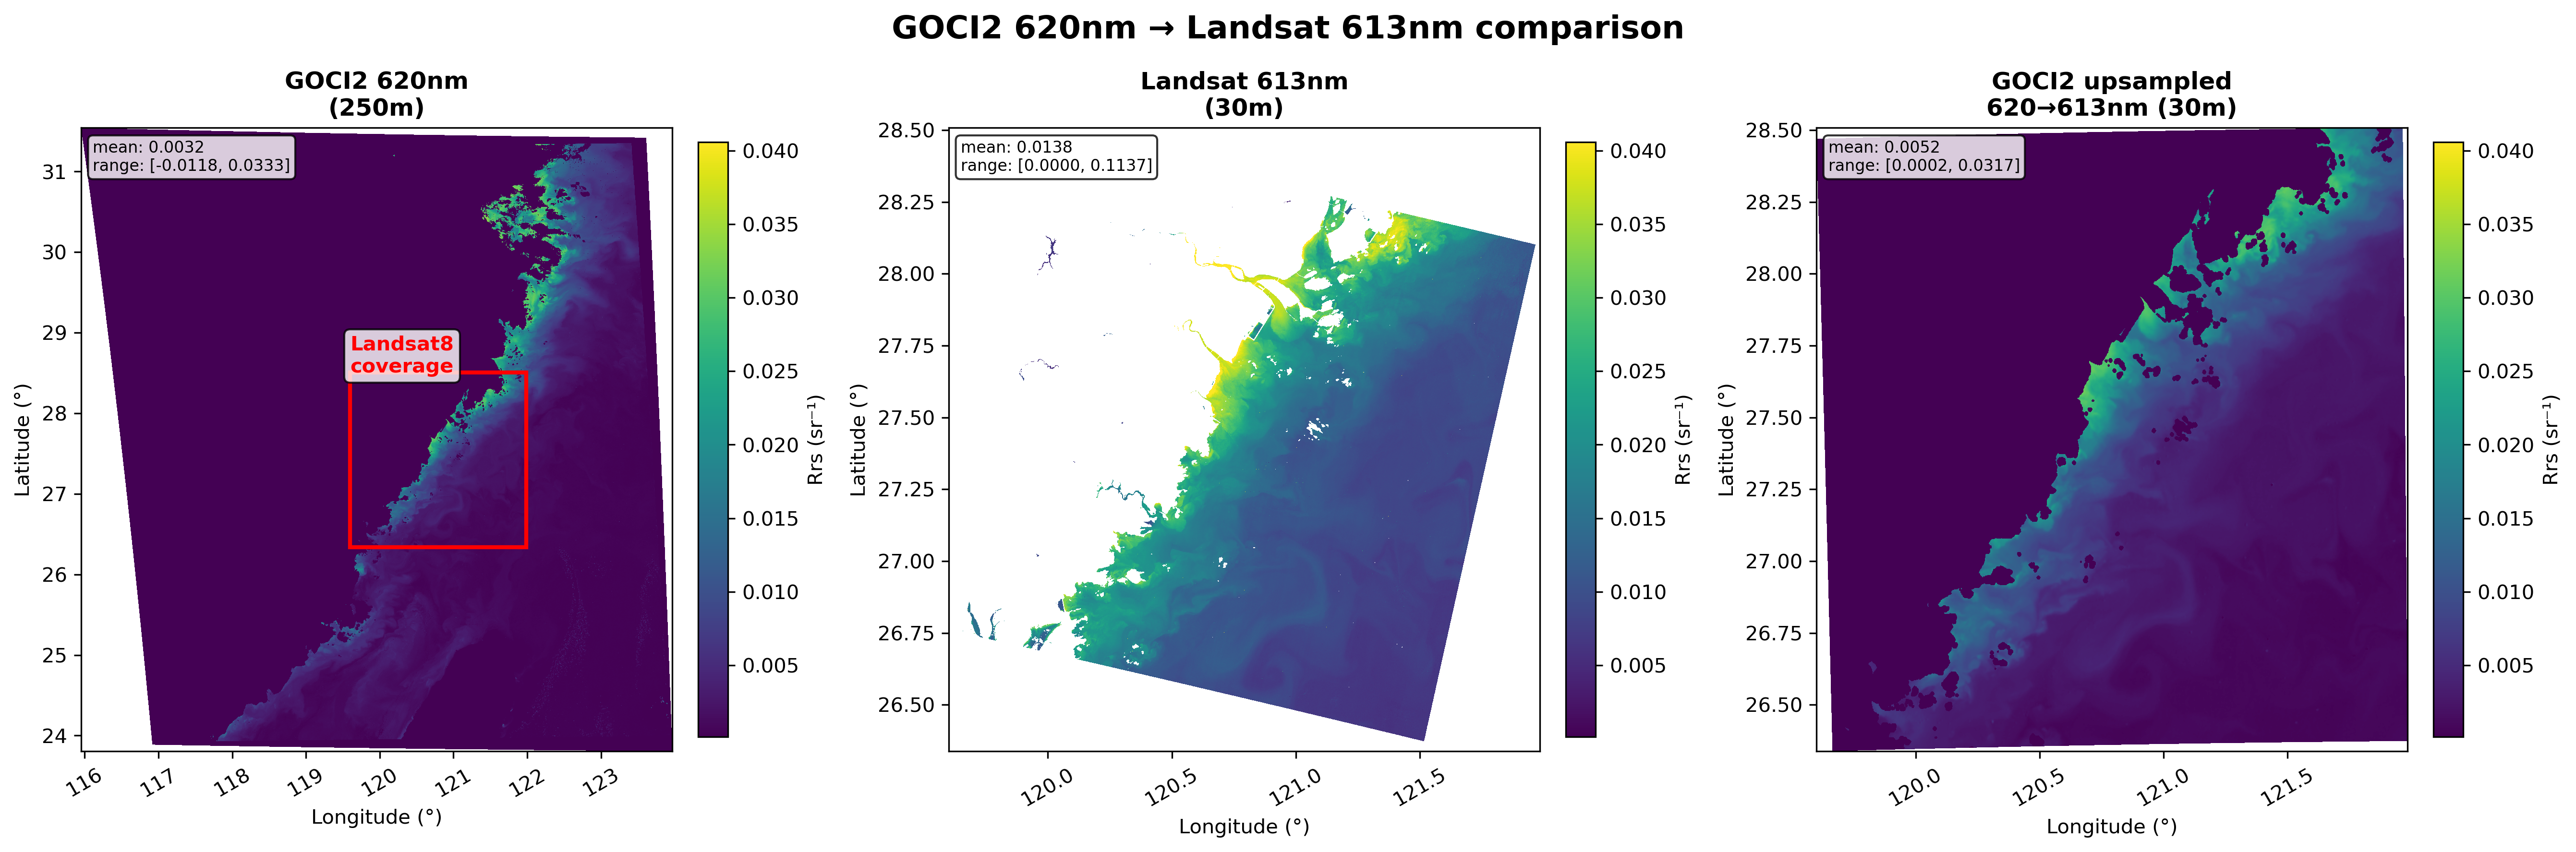 GOCI2 620nm → Landsat 613nm comparison
GOCI2 620nm
(250m)
mean: 0.0032
range: [-0.0118, 0.0333]
Landsat8
coverage
31
30
29
28
27
26
25
24
116
117
118
119
120
121
122
123
Latitude (°)
Longitude (°)
0.040
0.035
0.030
0.025
0.020
0.015
0.010
0.005
Rrs (sr⁻¹)
Landsat 613nm
(30m)
mean: 0.0138
range: [0.0000, 0.1137]
28.50
28.25
28.00
27.75
27.50
27.25
27.00
26.75
26.50
120.0
120.5
121.0
121.5
Latitude (°)
Longitude (°)
0.040
0.035
0.030
0.025
0.020
0.015
0.010
0.005
Rrs (sr⁻¹)
GOCI2 upsampled
620→613nm (30m)
mean: 0.0052
range: [0.0002, 0.0317]
28.50
28.25
28.00
27.75
27.50
27.25
27.00
26.75
26.50
120.0
120.5
121.0
121.5
Latitude (°)
Longitude (°)
0.040
0.035
0.030
0.025
0.020
0.015
0.010
0.005
Rrs (sr⁻¹)